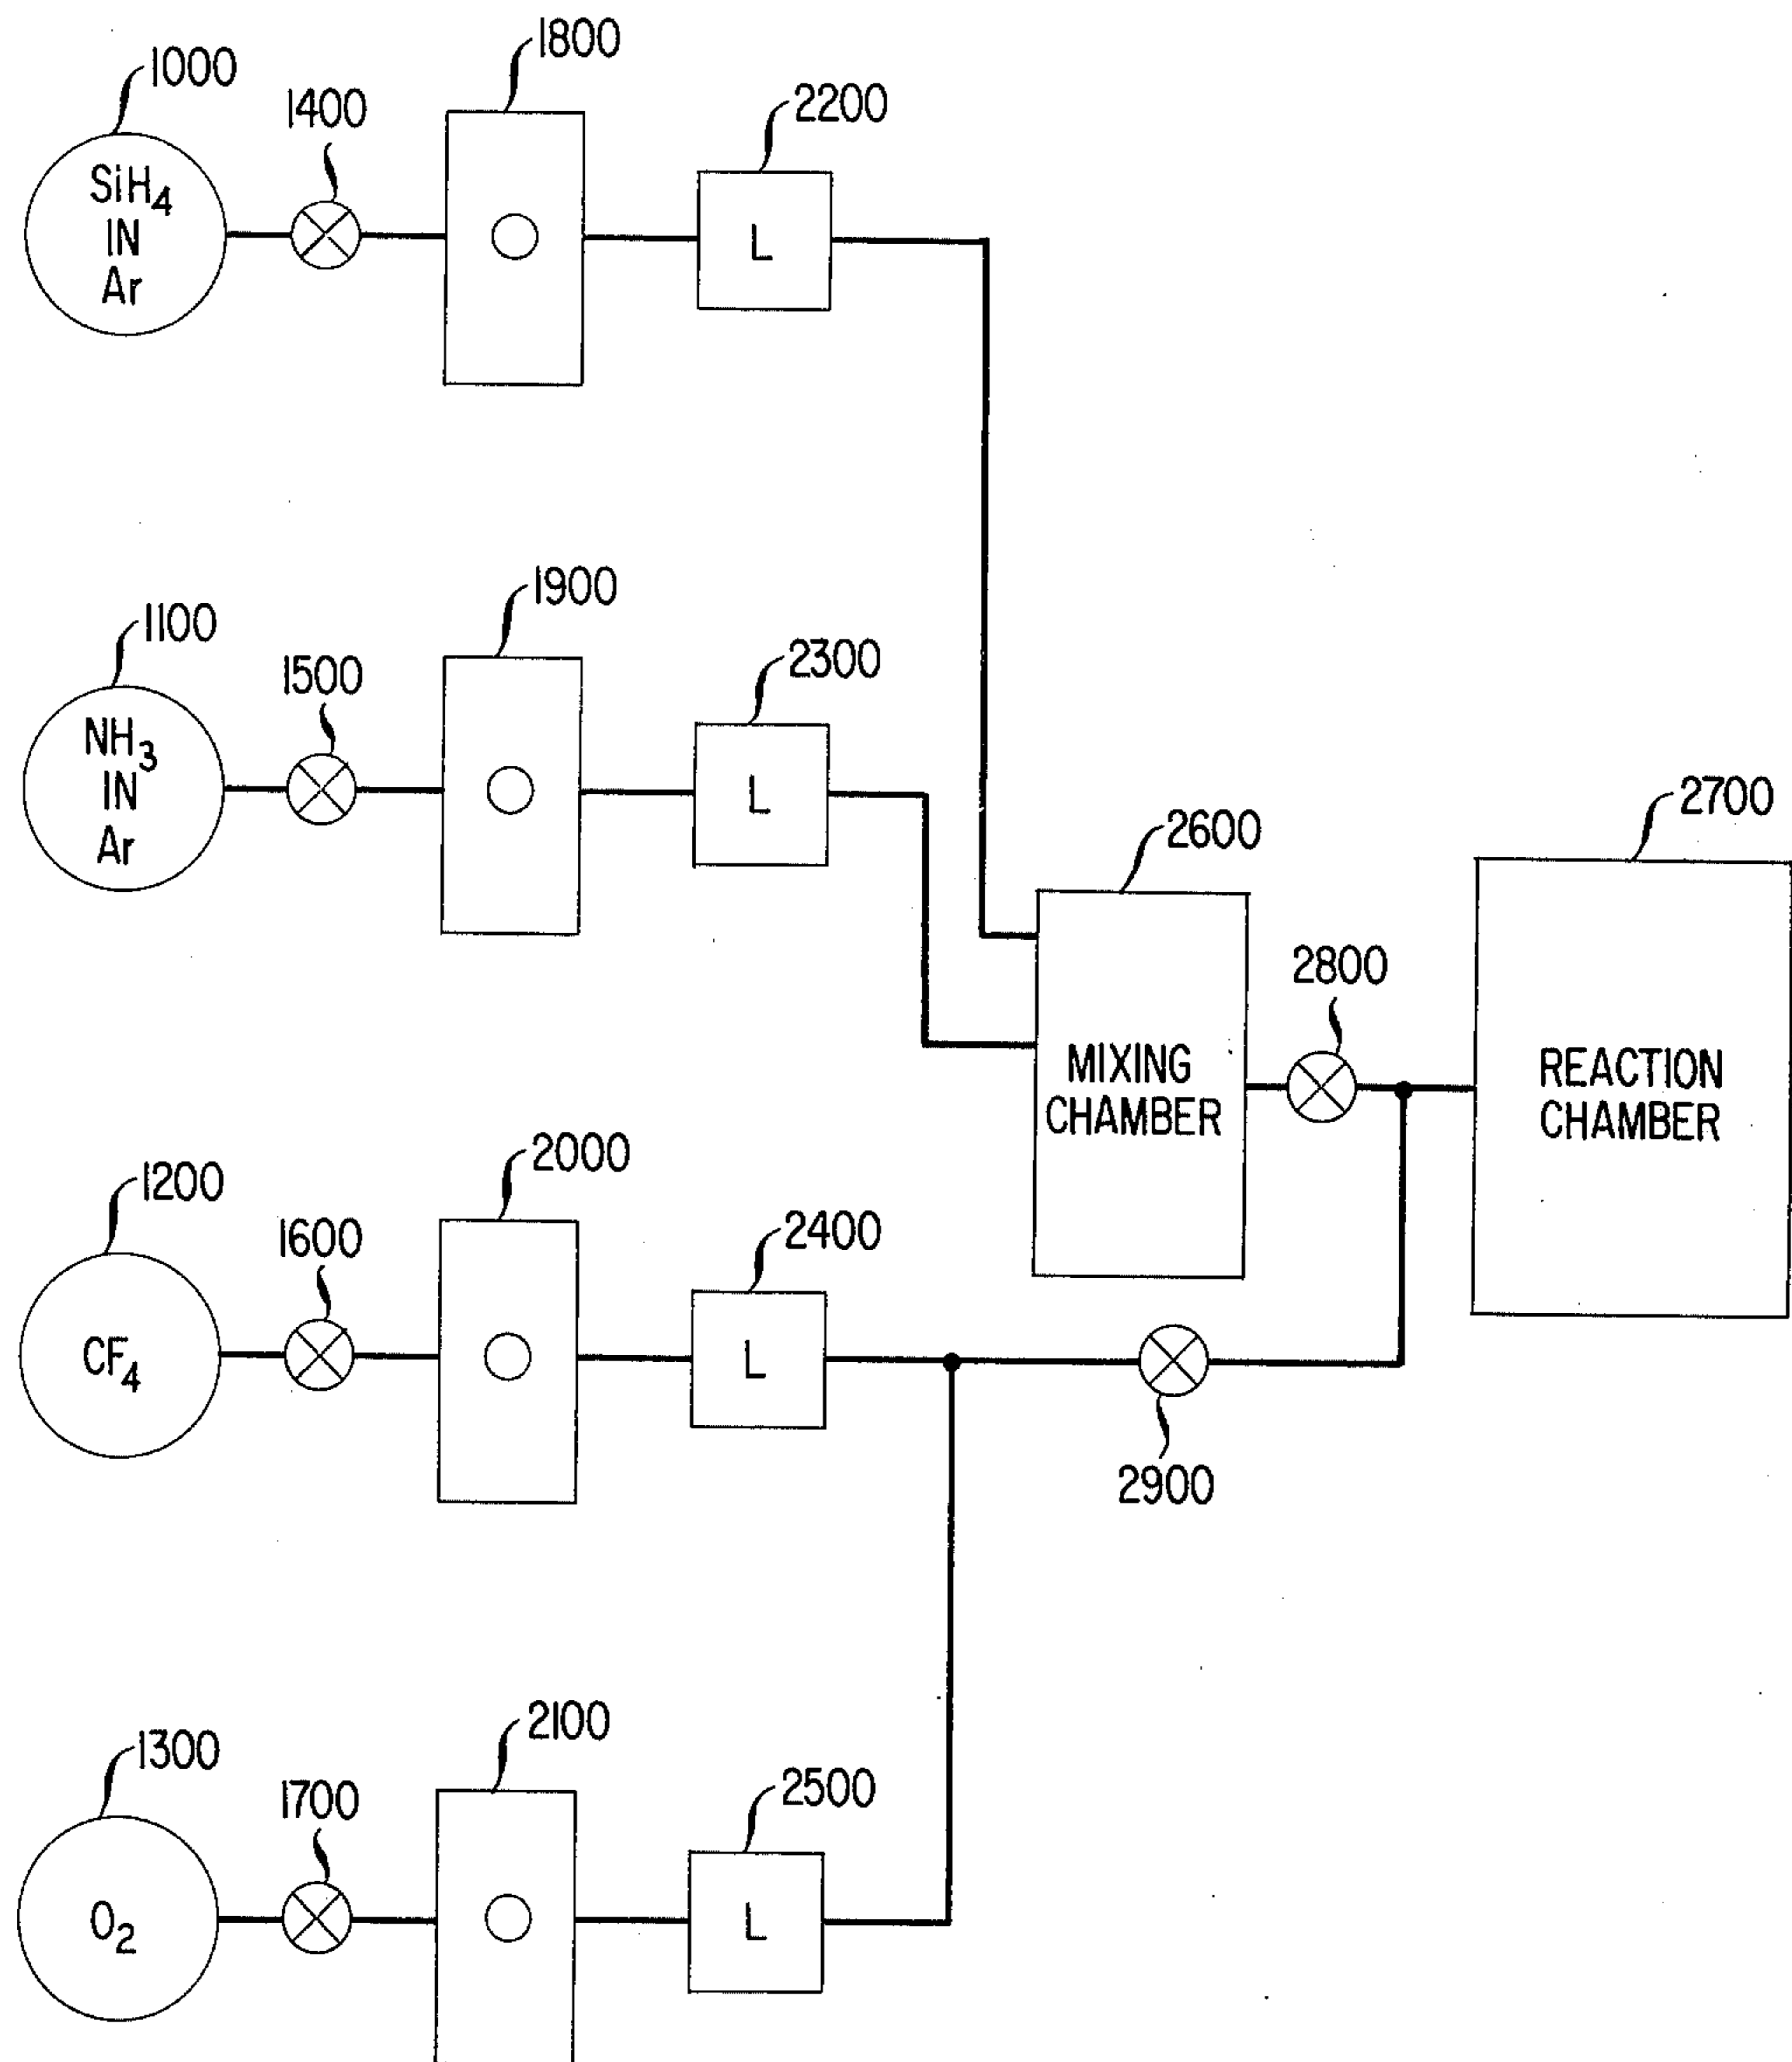 1000
1800
1400
2200
SiH4
IN
Ar
L
1100
1900
1500
2300
NH3
IN
Ar
L
2600
2700
2800
MIXING
CHAMBER
REACTION
CHAMBER
1200
2000
1600
2400
CF4
L
2900
1300
2100
1700
2500
O2
L